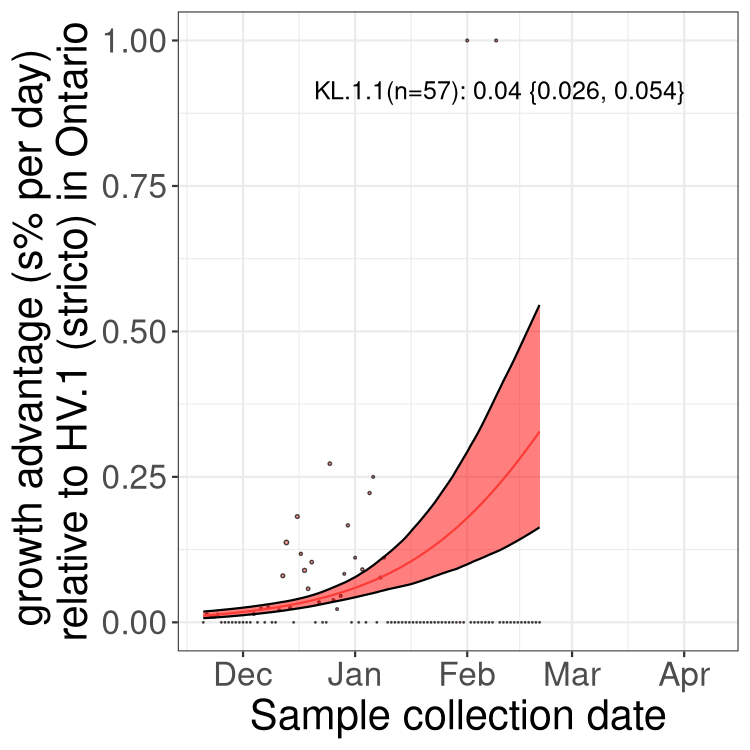 growth advantage (s% per day)
relative to HV.1 (stricto) in Ontario
1.00
0.75
0.50
0.25
0.00
KL.1.1(n=57): 0.04 {0.026, 0.054}
Dec Jan Feb Mar Apr
Sample collection date